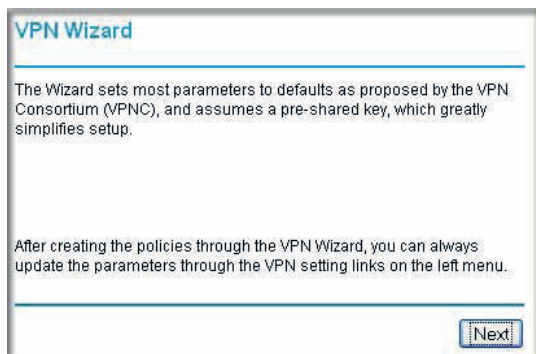 VPN Wizard
The Wizard sets most parameters to defaults as proposed by the VPN
Consortium (VPNC), and assumes a pre-shared key, which greatly
simplifies setup.
After creating the policies through the VPN Wizard, you can always
update the parameters through the VPN setting links on the left menu.
Next